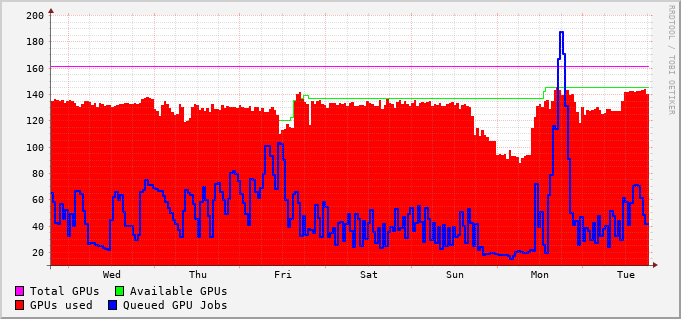 200
180
160
140
120
100
80
60
40
20
Wed Thu Fri Sat Sun Mon Tue
Total GPUs Available GPUs
GPUs used Queued GPU Jobs
RRDTOOL / TOBI OETIKER